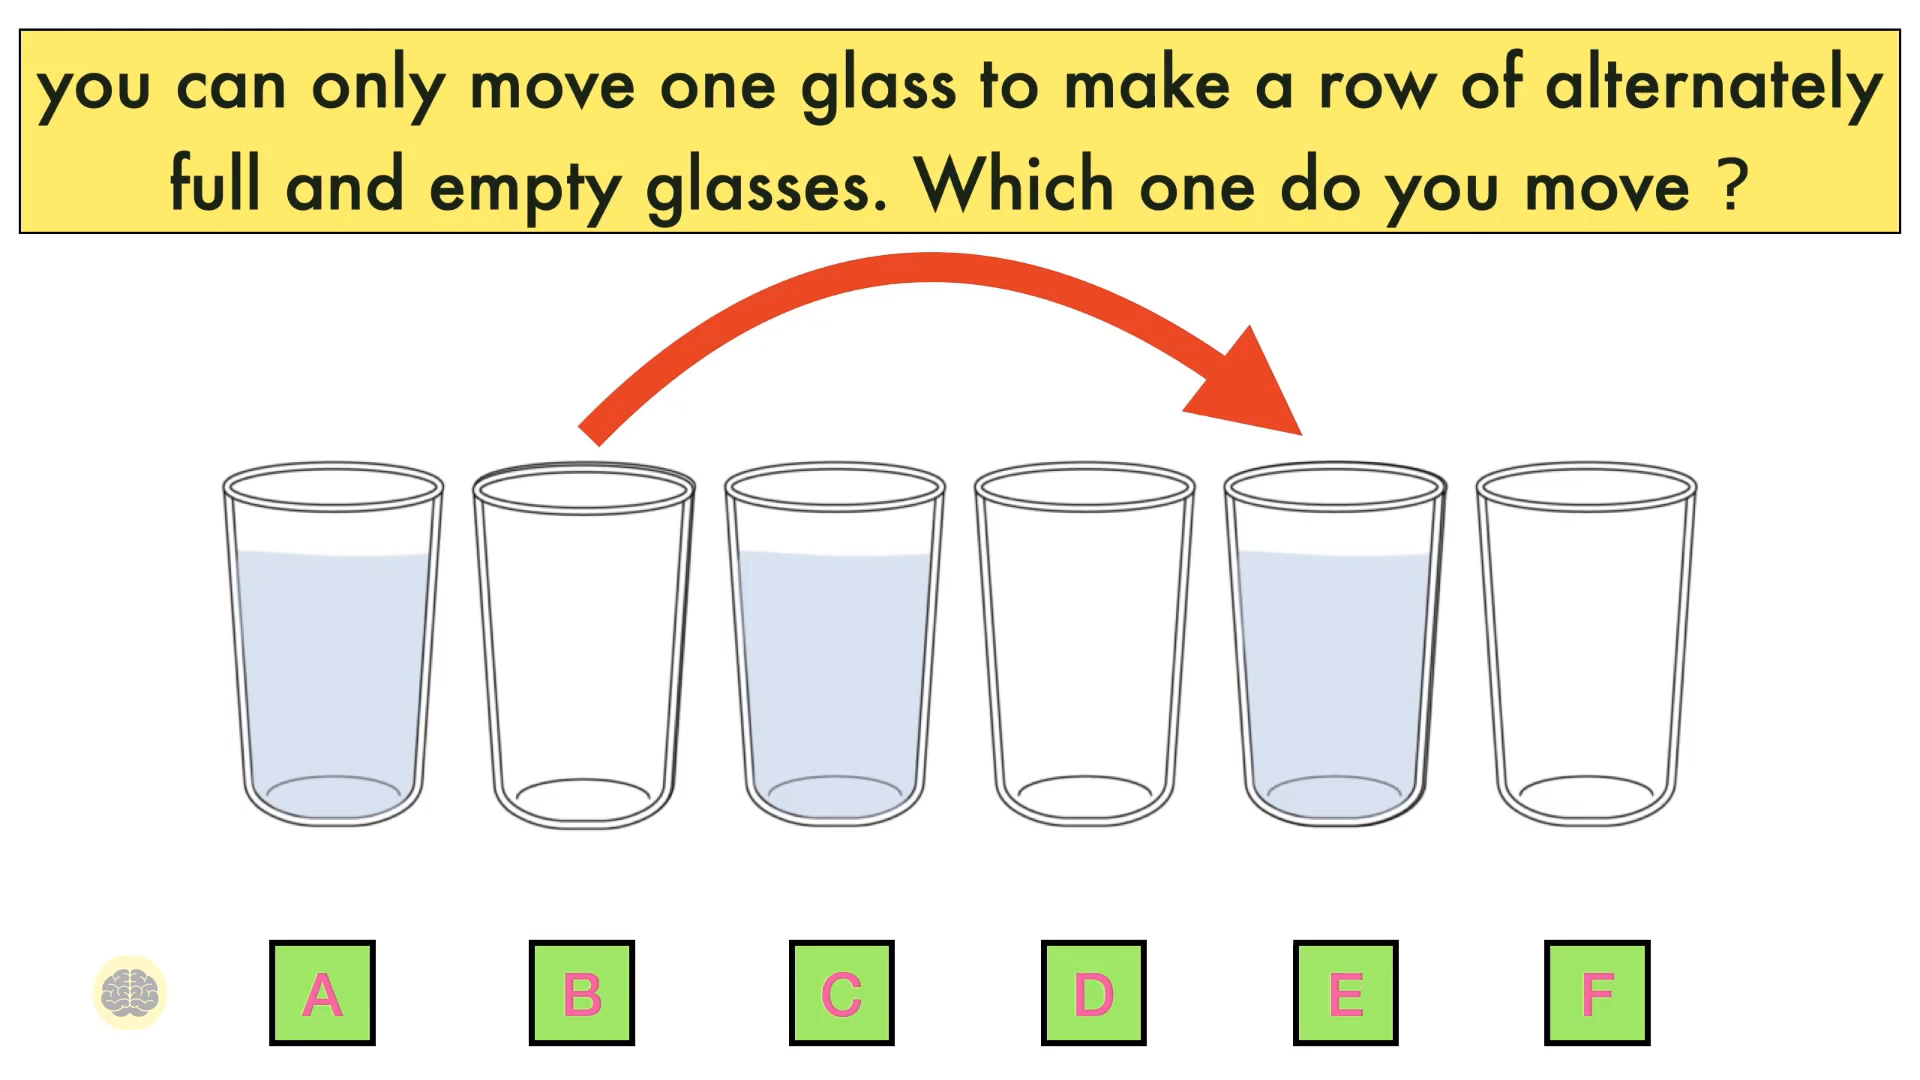 you can only move one glass to make a row of alternately
full and empty glasses. Which one do you move ?
A B C D E F